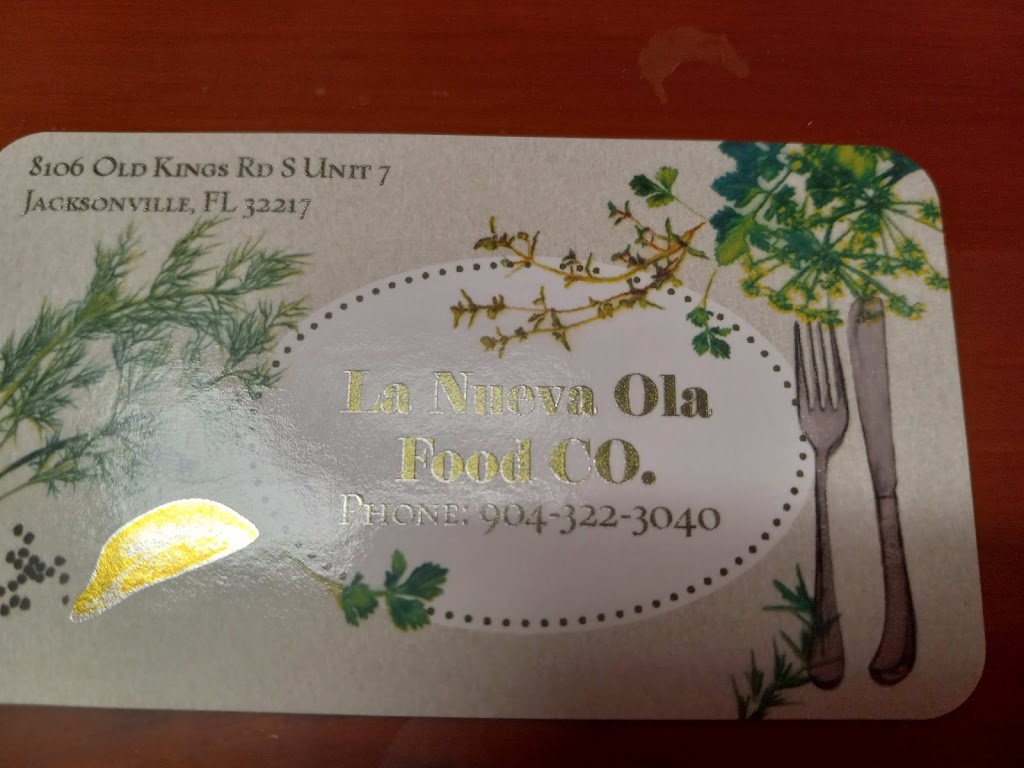 8106 Old Kings Rd S Unit 7
Jacksonville, FL 32217
La Nueva Ola
Food CO.
Phone: 904-322-3040